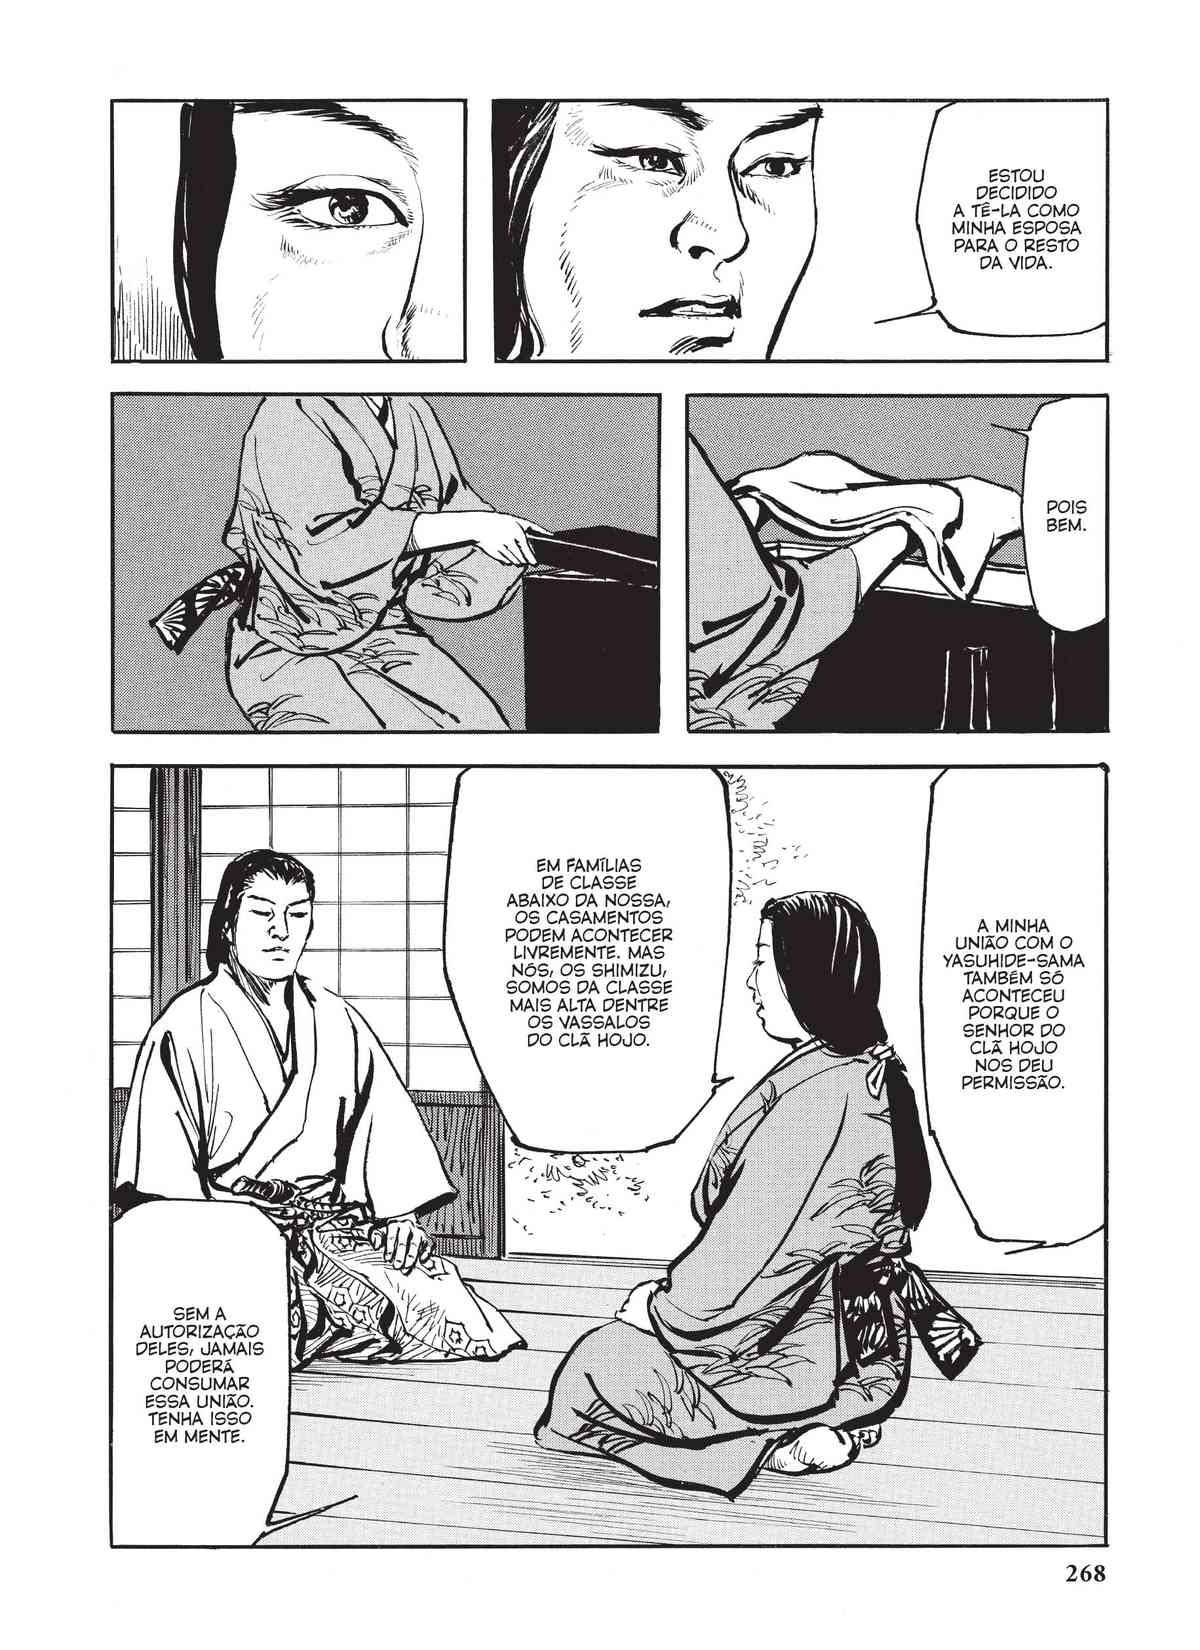 ESTOU
DECIDIDO
A TÊ-LA COMO
MINHA ESPOSA
PARA O RESTO
DA VIDA.
POIS
BEM.
A MINHA
UNIÃO COM O
YASUHIDE-SAMA
TAMBÉM SÓ
ACONTECEU
PORQUE O
SENHOR DO
CLÃ HOJO
NOS DEU
PERMISSÃO.
EM FAMÍLIAS
DE CLASSE
ABAIXO DA NOSSA,
OS CASAMENTOS
PODEM ACONTECER
LIVREMENTE. MAS
NÓS, OS SHIMIZU,
SOMOS DA CLASSE
MAIS ALTA DENTRE
OS VASSALOS
DO CLÃ HOJO.
SEM A
AUTORIZAÇÃO
DELES, JAMAIS
PODERÁ
CONSUMAR
ESSA UNIÃO.
TENHA ISSO
EM MENTE.
268